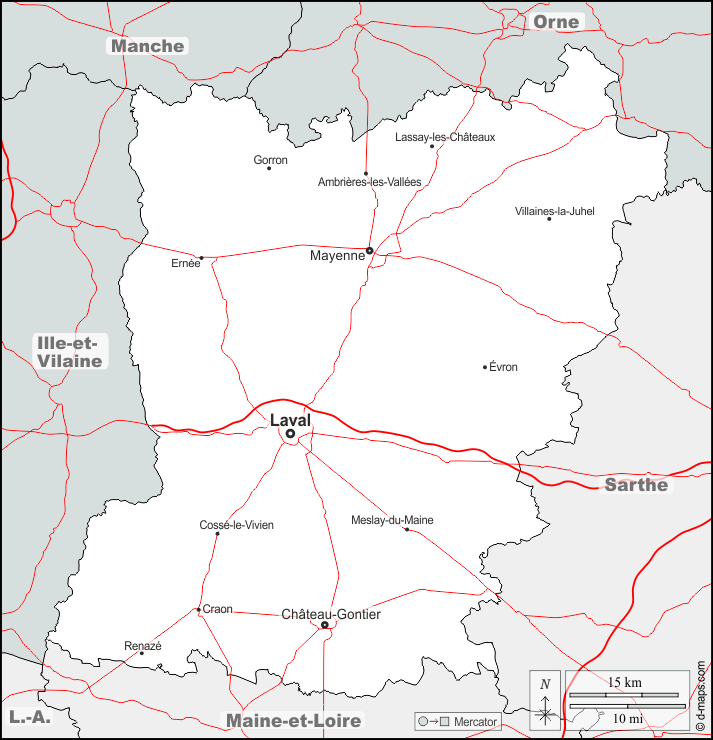 Orne
Manche
Lassay-les-Châteaux
Gorron
Ambrières-les-Vallées
Villaines-la-Juhel
Mayenne
Ernée
Ille-et-
Vilaine
Évron
Laval
Sarthe
Cossé-le-Vivien
Meslay-du-Maine
Craon
Château-Gontier
Renazé
L.-A.
Maine-et-Loire
Mercator
N
15 km
10 mi
© d-maps.com